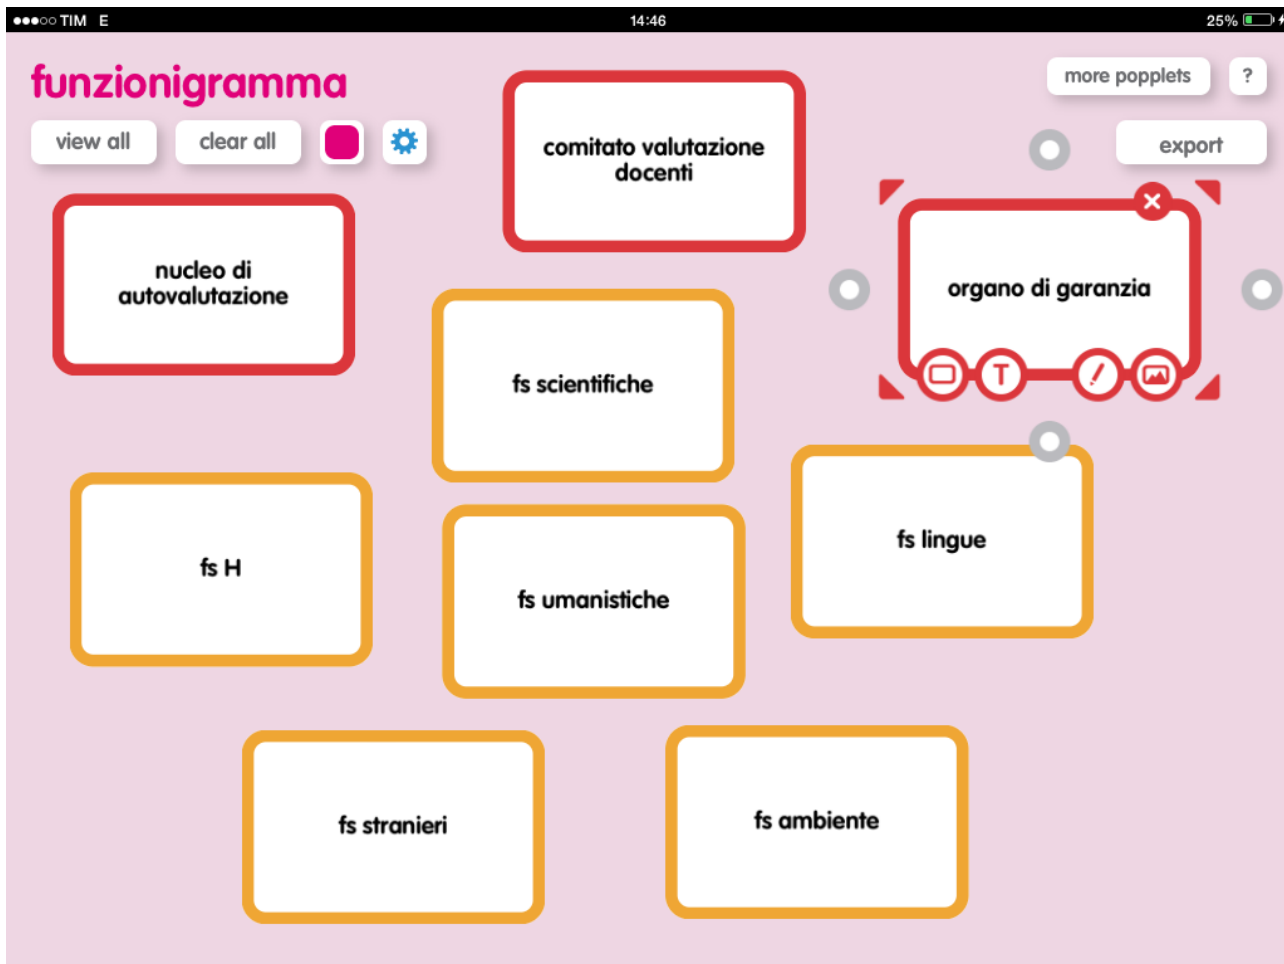 TIM E
14:46
25%
funzionigramma
more popplets
?
view all
clear all
export
comitato valutazione
docenti
nucleo di
autovalutazione
organo di garanzia
T
fs scientifiche
fs lingue
fs H
fs umanistiche
fs stranieri
fs ambiente